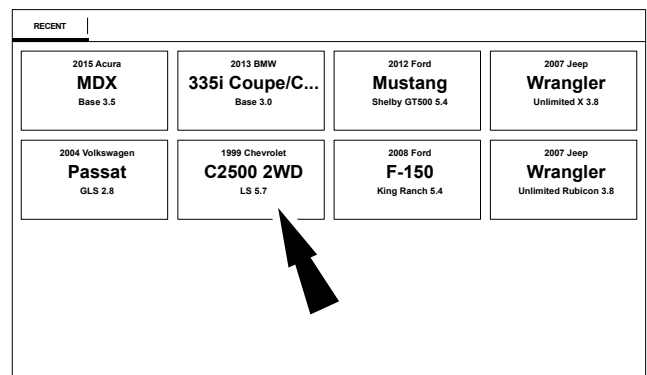 RECENT
2015 Acura
MDX
Base 3.5
2013 BMW
335i Coupe/C...
Base 3.0
2012 Ford
Mustang
Shelby GT500 5.4
2007 Jeep
Wrangler
Unlimited X 3.8
2004 Volkswagen
Passat
GLS 2.8
1999 Chevrolet
C2500 2WD
LS 5.7
2008 Ford
F-150
King Ranch 5.4
2007 Jeep
Wrangler
Unlimited Rubicon 3.8